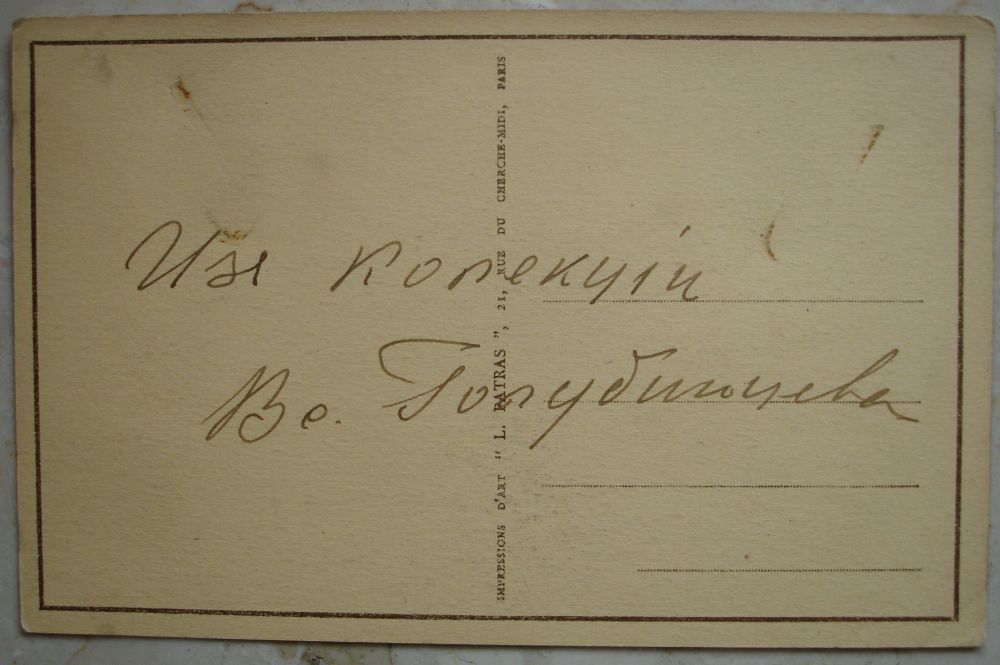 Изъ колекціи
Вс. Голубинцева
IMPRESSIONS D'ART " L. PATRAS ", 21, RUE DU CHERCHE-MIDI, PARIS